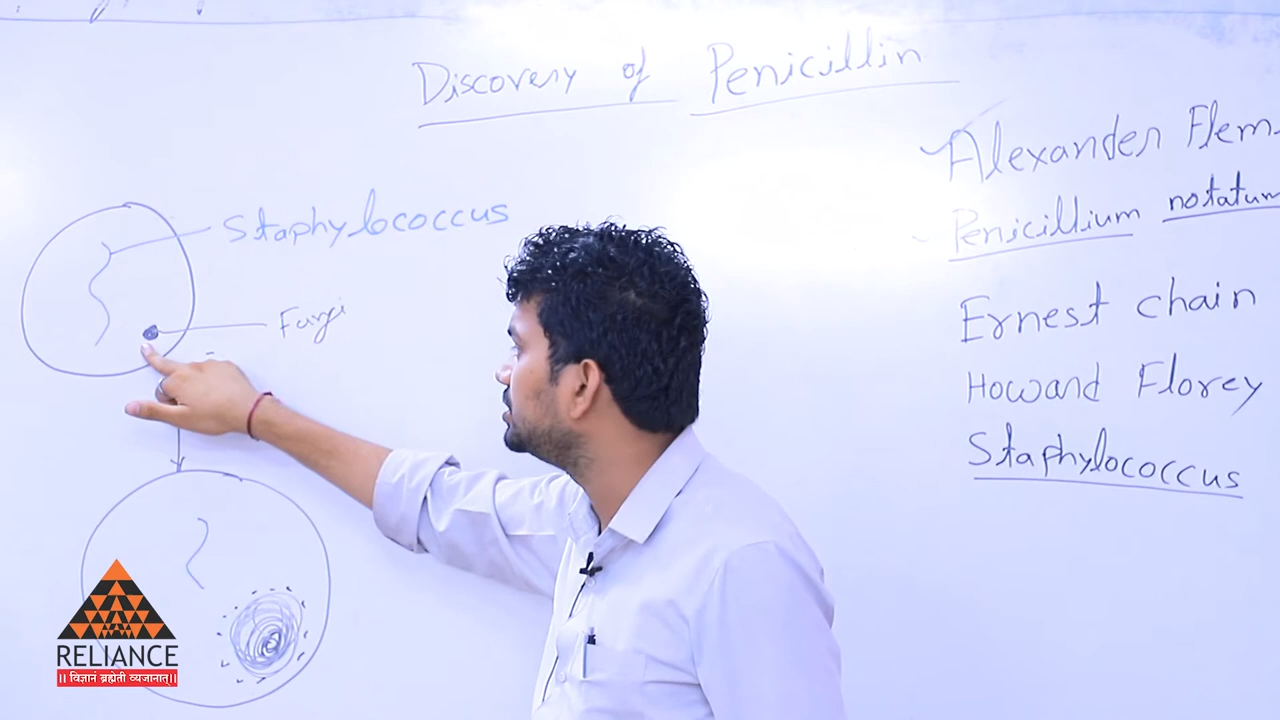 Discovery of Penicillin
Alexander Flem
Penicillium notatum
Ernest chain
Howard Florey
Staphylococcus
Staphylococcus
Fungi
RELIANCE
॥ विज्ञानं ब्रह्मेती व्यजानात्॥